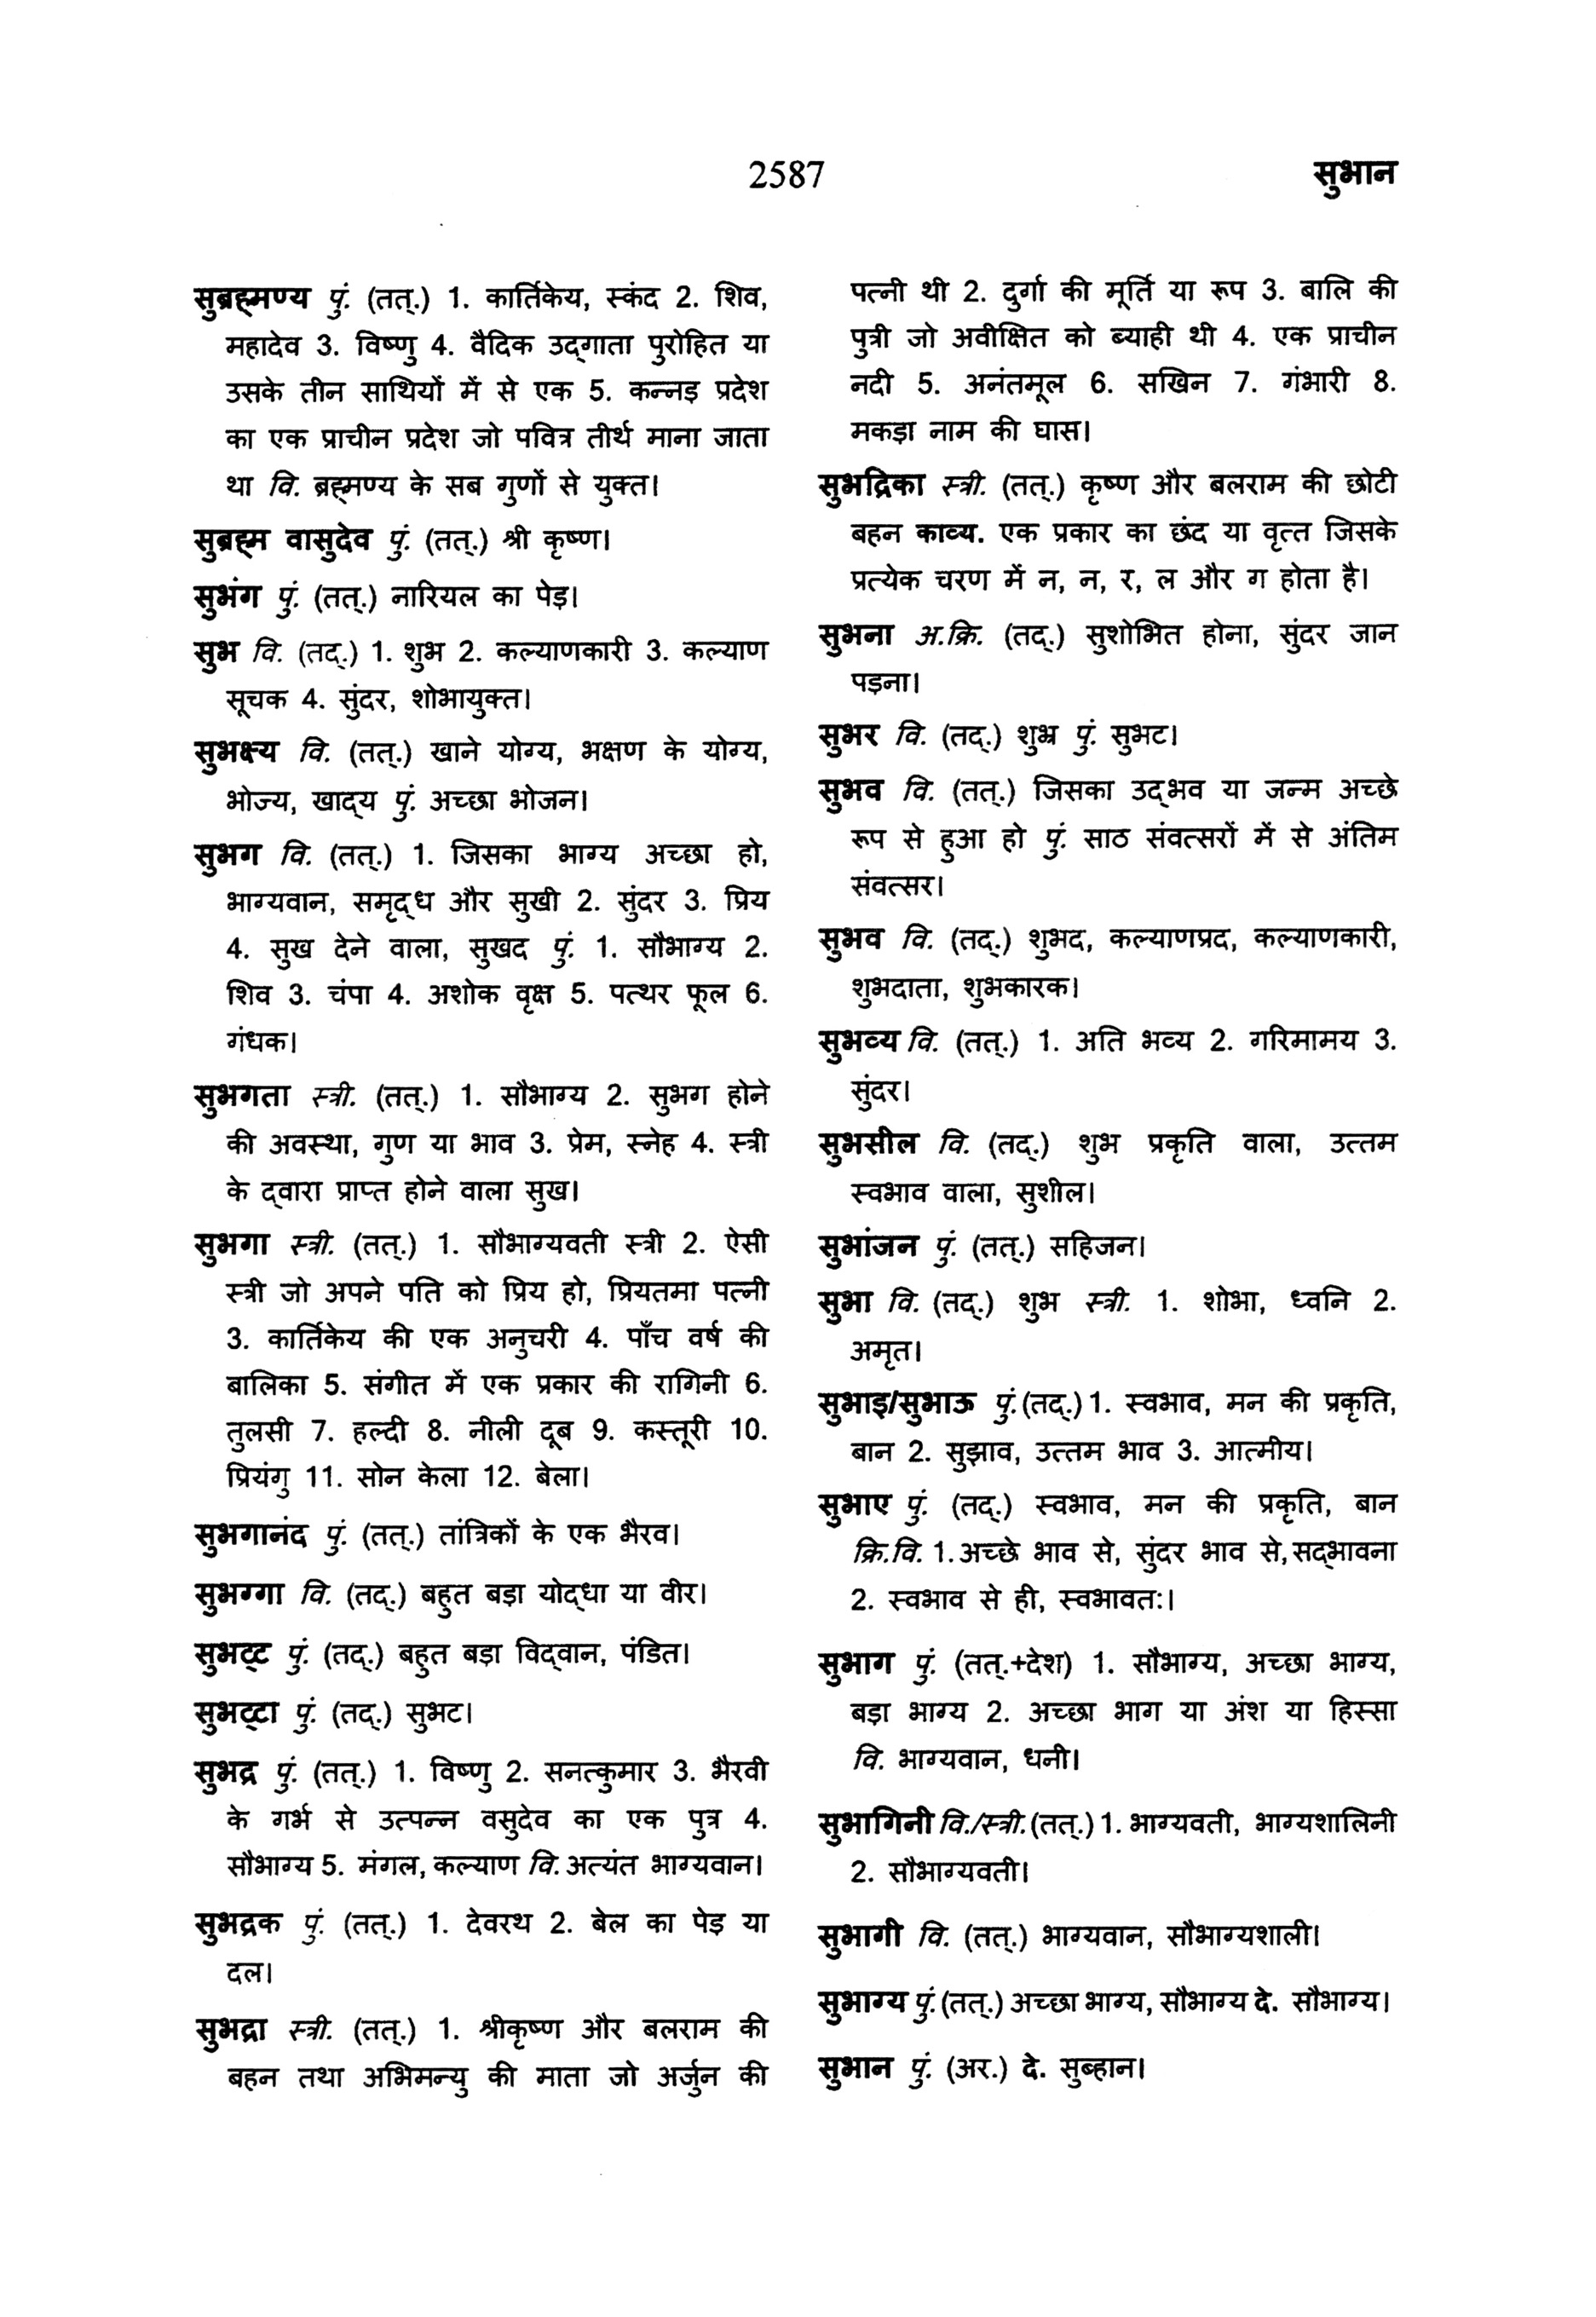 2587
सुभान
सुब्रह्मण्य पुं. (तत्.) 1. कार्तिकेय, स्कंद 2. शिव,
महादेव 3. विष्णु 4. वैदिक उद्‌गाता पुरोहित या
उसके तीन साथियों में से एक 5. कन्नड़ प्रदेश
का एक प्राचीन प्रदेश जो पवित्र तीर्थ माना जाता
था वि. ब्रह्मण्य के सब गुणों से युक्त।
सुब्रह्म वासुदेव पुं. (तत्.) श्री कृष्ण।
सुभंग पुं. (तत्.) नारियल का पेड़।
सुभ वि. (तद्.) 1. शुभ 2. कल्याणकारी 3. कल्याण
सूचक 4. सुंदर, शोभायुक्त।
सुभक्ष्य वि. (तत्.) खाने योग्य, भक्षण के योग्य,
भोज्य, खाद्‌य पुं. अच्छा भोजन।
सुभग वि. (तत्.) 1. जिसका भाग्य अच्छा हो,
भाग्यवान, समृद्‌ध और सुखी 2. सुंदर 3. प्रिय
4. सुख देने वाला, सुखद पुं. 1. सौभाग्य 2.
शिव 3. चंपा 4. अशोक वृक्ष 5. पत्थर फूल 6.
गंधक।
सुभगता स्त्री. (तत्.) 1. सौभाग्य 2. सुभग होने
की अवस्था, गुण या भाव 3. प्रेम, स्नेह 4. स्त्री
के द्‌वारा प्राप्त होने वाला सुख।
सुभगा स्त्री. (तत्.) 1. सौभाग्यवती स्त्री 2. ऐसी
स्त्री जो अपने पति को प्रिय हो, प्रियतमा पत्नी
3. कार्तिकेय की एक अनुचरी 4. पाँच वर्ष की
बालिका 5. संगीत में एक प्रकार की रागिनी 6.
तुलसी 7. हल्दी 8. नीली दूब 9. कस्तूरी 10.
प्रियंगु 11. सोन केला 12. बेला।
सुभगानंद पुं. (तत्.) तांत्रिकों के एक भैरव।
सुभग्गा वि. (तद्.) बहुत बड़ा योद्‌धा या वीर।
सुभट्‌ट पुं. (तद्.) बहुत बड़ा विद्‌वान, पंडित।
सुभट्‌टा पुं. (तद्.) सुभट।
सुभद्र पुं. (तत्.) 1. विष्णु 2. सनत्कुमार 3. भैरवी
के गर्भ से उत्पन्न वसुदेव का एक पुत्र 4.
सौभाग्य 5. मंगल, कल्याण वि. अत्यंत भाग्यवान।
सुभद्रक पुं. (तत्.) 1. देवरथ 2. बेल का पेड़ या
दल।
सुभद्रा स्त्री. (तत्.) 1. श्रीकृष्ण और बलराम की
बहन तथा अभिमन्यु की माता जो अर्जुन की
पत्नी थी 2. दुर्गा की मूर्ति या रूप 3. बालि की
पुत्री जो अवीक्षित को ब्याही थी 4. एक प्राचीन
नदी 5. अनंतमूल 6. सखिन 7. गंभारी 8.
मकड़ा नाम की घास।
सुभद्रिका स्त्री. (तत्.) कृष्ण और बलराम की छोटी
बहन काव्य. एक प्रकार का छंद या वृत्त जिसके
प्रत्येक चरण में न, न, र, ल और ग होता है।
सुभना अ.क्रि. (तद्.) सुशोभित होना, सुंदर जान
पड़ना।
सुभर वि. (तद्.) शुभ्र पुं. सुभट।
सुभव वि. (तत्.) जिसका उद्‌भव या जन्म अच्छे
रूप से हुआ हो पुं. साठ संवत्सरों में से अंतिम
संवत्सर।
सुभव वि. (तद्.) शुभद, कल्याणप्रद, कल्याणकारी,
शुभदाता, शुभकारक।
सुभव्य वि. (तत्.) 1. अति भव्य 2. गरिमामय 3.
सुंदर।
सुभसील वि. (तद्.) शुभ प्रकृति वाला, उत्तम
स्वभाव वाला, सुशील।
सुभांजन पुं. (तत्.) सहिजन।
सुभा वि. (तद्.) शुभ स्त्री. 1. शोभा, ध्वनि 2.
अमृत।
सुभाइ/सुभाऊ पुं. (तद्.) 1. स्वभाव, मन की प्रकृति,
बान 2. सुझाव, उत्तम भाव 3. आत्मीय।
सुभाए पुं. (तद्.) स्वभाव, मन की प्रकृति, बान
क्रि.वि. 1. अच्छे भाव से, सुंदर भाव से, सद्‌भावना
2. स्वभाव से ही, स्वभावत:।
सुभाग पुं. (तत्.+देश) 1. सौभाग्य, अच्छा भाग्य,
बड़ा भाग्य 2. अच्छा भाग या अंश या हिस्सा
वि. भाग्यवान, धनी।
सुभागिनी वि./स्त्री. (तत्.) 1. भाग्यवती, भाग्यशालिनी
2. सौभाग्यवती।
सुभागी वि. (तत्.) भाग्यवान, सौभाग्यशाली।
सुभाग्य पुं. (तत्.) अच्छा भाग्य, सौभाग्य दे. सौभाग्य।
सुभान पुं. (अर.) दे. सुब्हान।